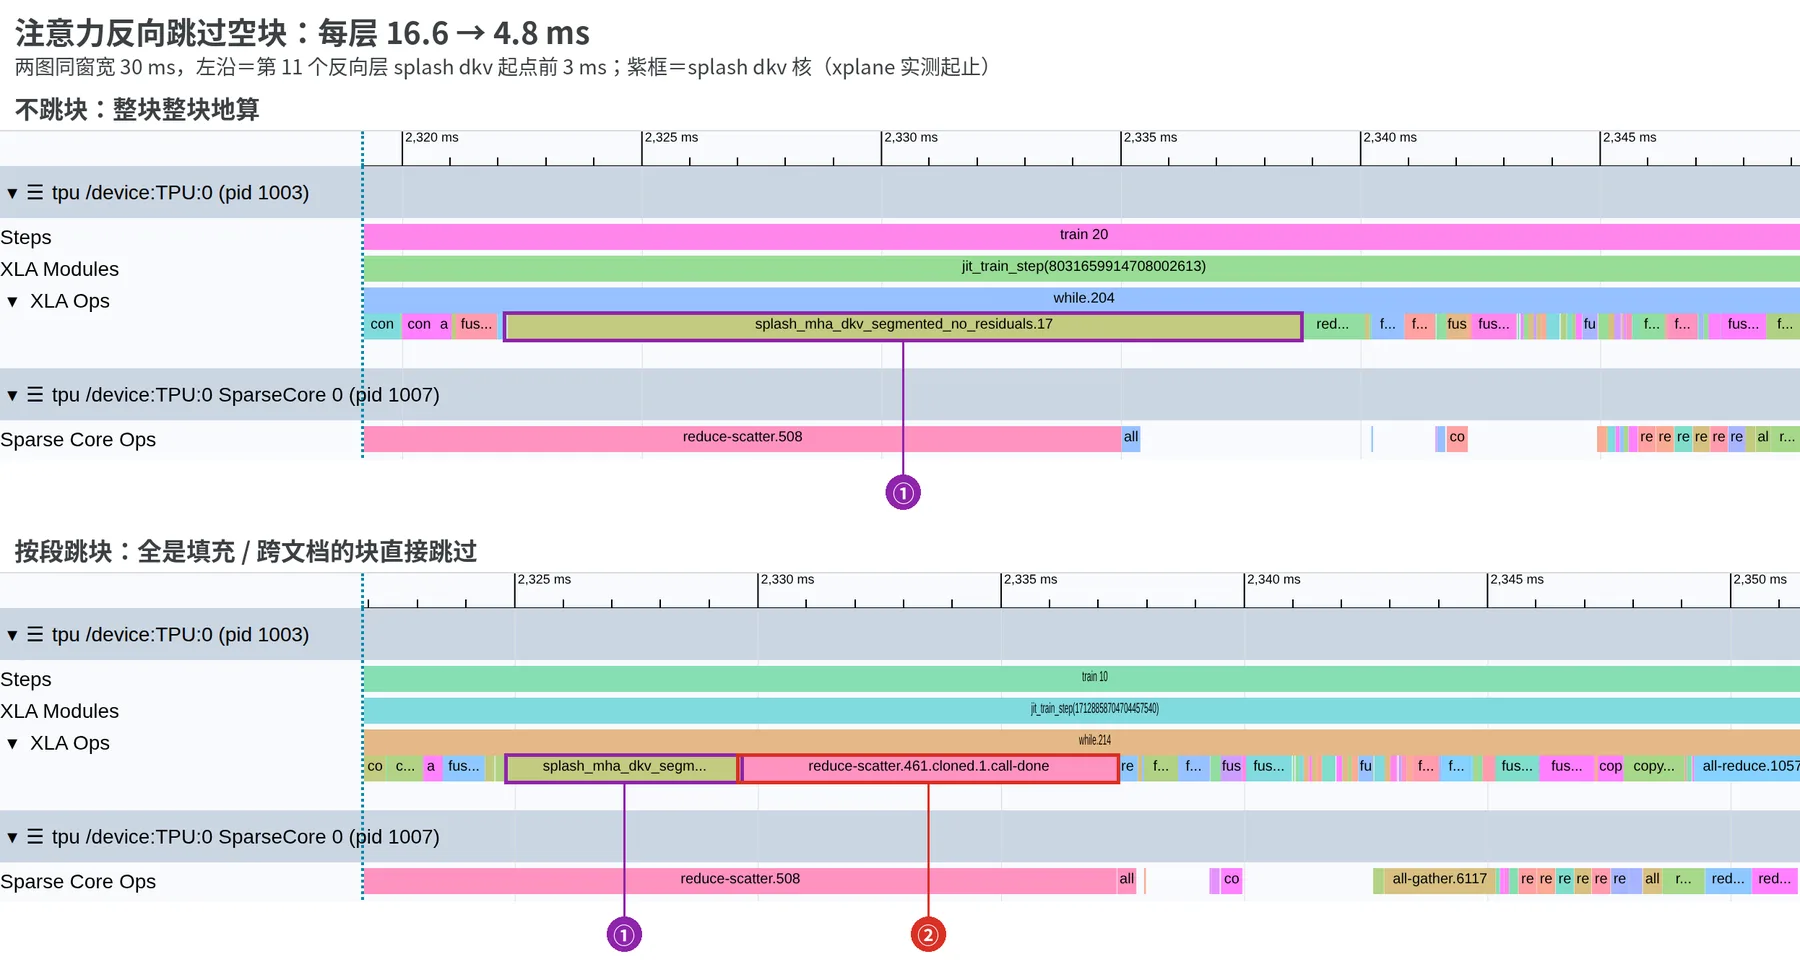 注意力反向跳过空块：每层 16.6 → 4.8 ms
两图同窗宽 30 ms，左沿＝第 11 个反向层 splash dkv 起点前 3 ms；紫框＝splash dkv 核（xplane 实测起止）
不跳块：整块整块地算
2,320 ms 2,325 ms 2,330 ms 2,335 ms 2,340 ms 2,345 ms
▼ ☰ tpu /device:TPU:0 (pid 1003)
Steps train 20
XLA Modules jit_train_step(8031659914708002613)
▼ XLA Ops while.204
con con a fus... splash_mha_dkv_segmented_no_residuals.17 red... f... f... fus fus... fu f... f... fus... f...
▼ ☰ tpu /device:TPU:0 SparseCore 0 (pid 1007)
Sparse Core Ops reduce-scatter.508 all co re re re re re re al r...
①
按段跳块：全是填充 / 跨文档的块直接跳过
2,325 ms 2,330 ms 2,335 ms 2,340 ms 2,345 ms 2,350 ms
▼ ☰ tpu /device:TPU:0 (pid 1003)
Steps train 10
XLA Modules jit_train_step(17128858704704457540)
▼ XLA Ops while.214
co c... a fus... splash_mha_dkv_segm... reduce-scatter.461.cloned.1.call-done re f... f... fus fus... fu f... f... fus... fus... cop copy... all-reduce.1057
▼ ☰ tpu /device:TPU:0 SparseCore 0 (pid 1007)
Sparse Core Ops reduce-scatter.508 all co all-gather.6117 re re re re re re all r... red... red...
① ②